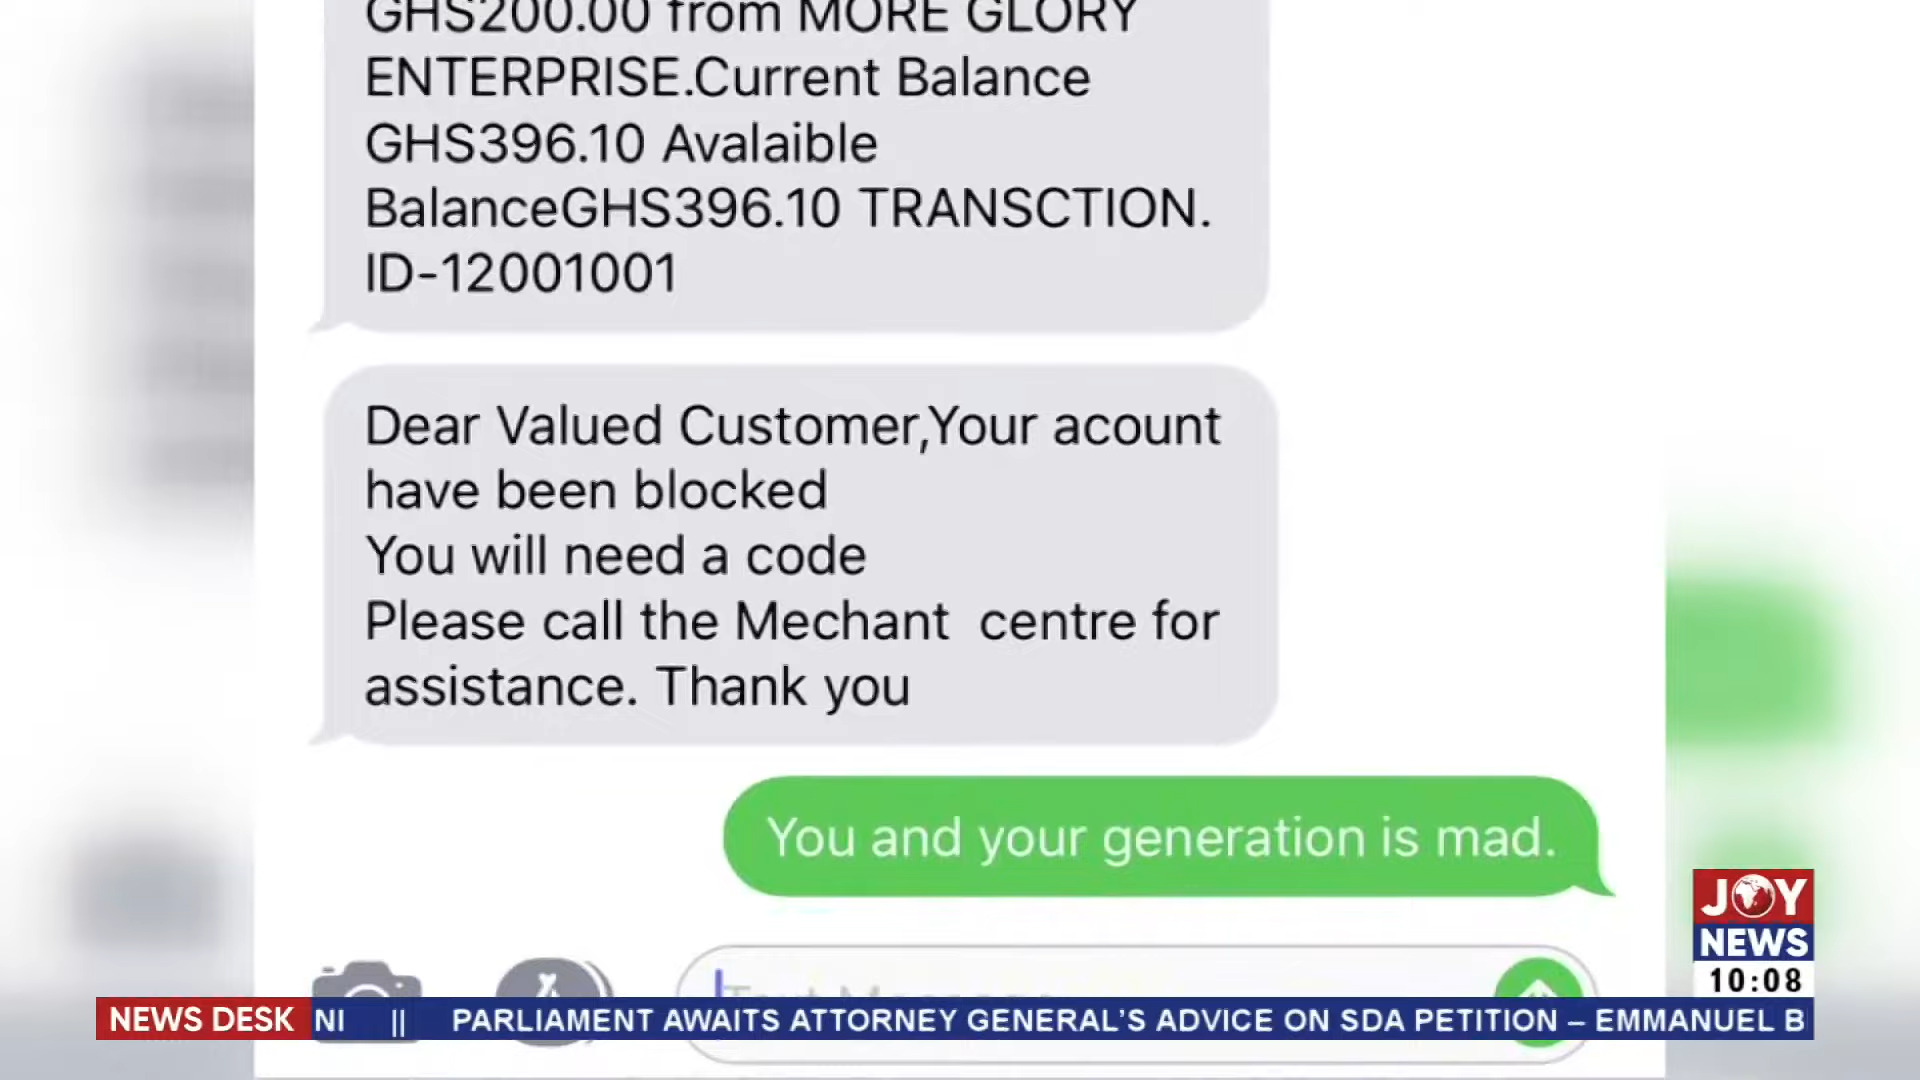 GHS200.00 from MORE GLORY
ENTERPRISE.Current Balance
GHS396.10 Avalaible
BalanceGHS396.10 TRANSCTION.
ID-12001001
Dear Valued Customer,Your acount
have been blocked
You will need a code
Please call the Mechant  centre for
assistance. Thank you
You and your generation is mad.
Text Message
JOY
NEWS
10:08
NEWS DESK NI || PARLIAMENT AWAITS ATTORNEY GENERAL’S ADVICE ON SDA PETITION – EMMANUEL B